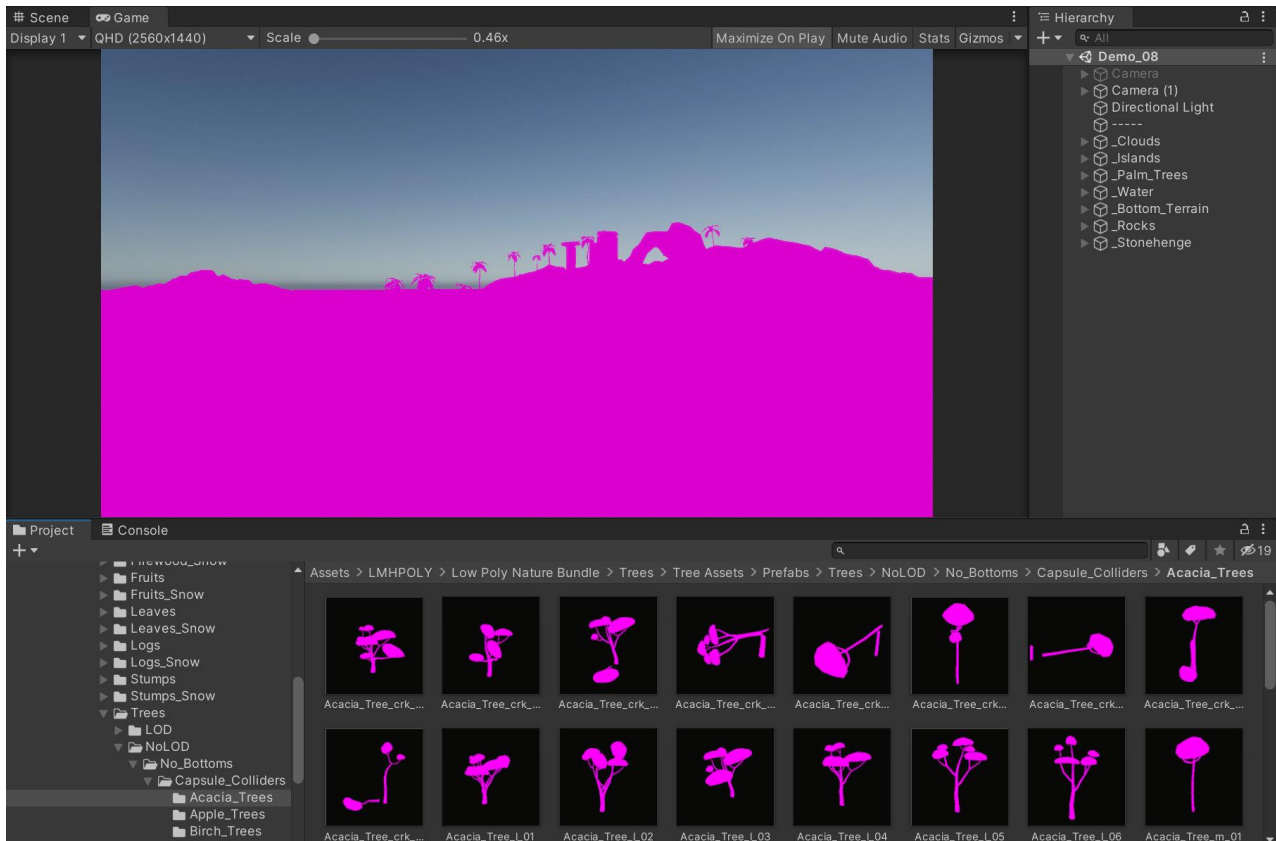 Scene Game
Display 1 QHD (2560x1440) Scale 0.46x Maximize On Play Mute Audio Stats Gizmos
Hierarchy
All
Demo_08
Camera
Camera (1)
Directional Light
-----
_Clouds
_Islands
_Palm_Trees
_Water
_Bottom_Terrain
_Rocks
_Stonehenge
Project Console
19
Firewood_Snow
Fruits
Fruits_Snow
Leaves
Leaves_Snow
Logs
Logs_Snow
Stumps
Stumps_Snow
Trees
LOD
NoLOD
No_Bottoms
Capsule_Colliders
Acacia_Trees
Apple_Trees
Birch_Trees
Assets > LMHPOLY > Low Poly Nature Bundle > Trees > Tree Assets > Prefabs > Trees > NoLOD > No_Bottoms > Capsule_Colliders > Acacia_Trees
Acacia_Tree_crk_... Acacia_Tree_crk_... Acacia_Tree_crk_... Acacia_Tree_crk_... Acacia_Tree_crk... Acacia_Tree_crk... Acacia_Tree_crk_... Acacia_Tree_crk_...
Acacia_Tree_crk_... Acacia_Tree_l_01 Acacia_Tree_l_02 Acacia_Tree_l_03 Acacia_Tree_l_04 Acacia_Tree_l_05 Acacia_Tree_l_06 Acacia_Tree_m_01